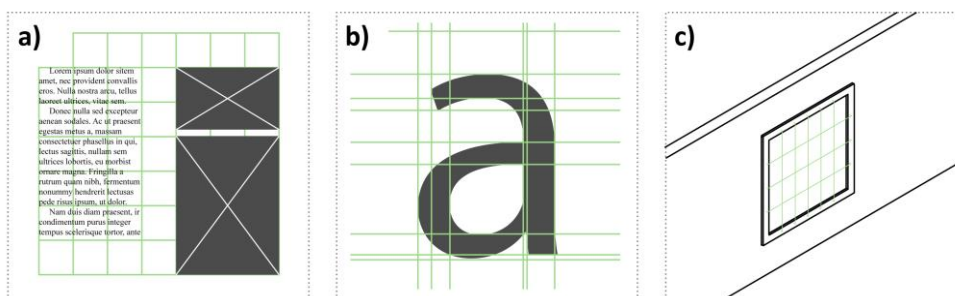 a)
Lorem ipsum dolor sitem
amet, nec provident convallis
eros. Nulla nostra arcu, tellus
laoreet ultrices, vitae sem.
Donec nulla sed excepteur
aenean sodales. Ac ut praesent
egestas metus a, massam
consectetuer phasellus in qui,
lectus sagittis, nullam sem
ultrices lobortis, eu morbist
ornare magna. Fringilla a
rutrum quam nibh, fermentum
nonummy hendrerit lectusas
pede risus ipsum, ut dolor.
Nam duis diam praesent, ir
condimentum purus integer
tempus scelerisque tortor, ante
b)
a
c)